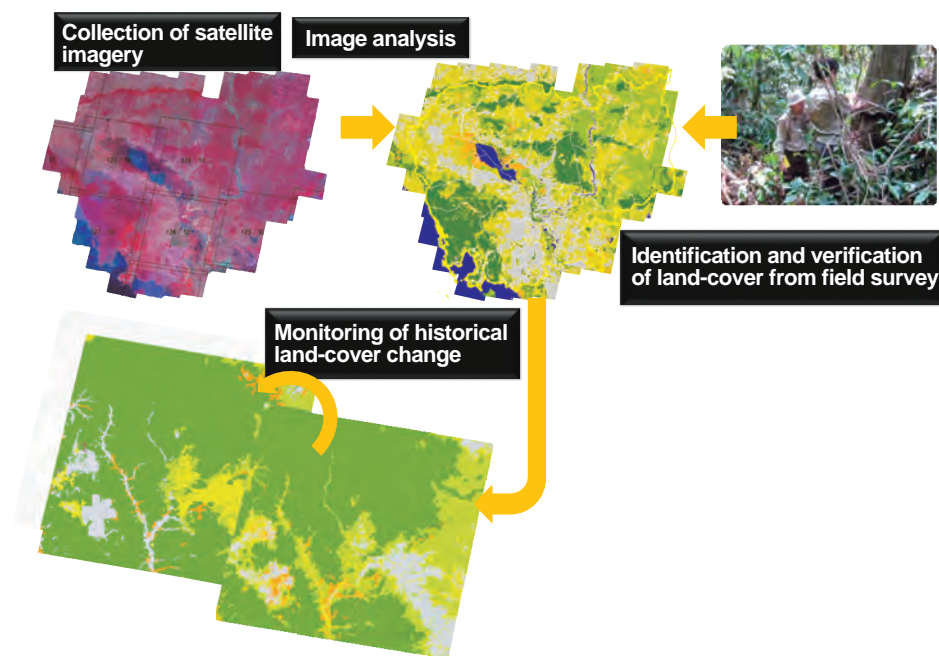 Collection of satellite
imagery
Image analysis
Identification and verification
of land-cover from field survey
Monitoring of historical
land-cover change